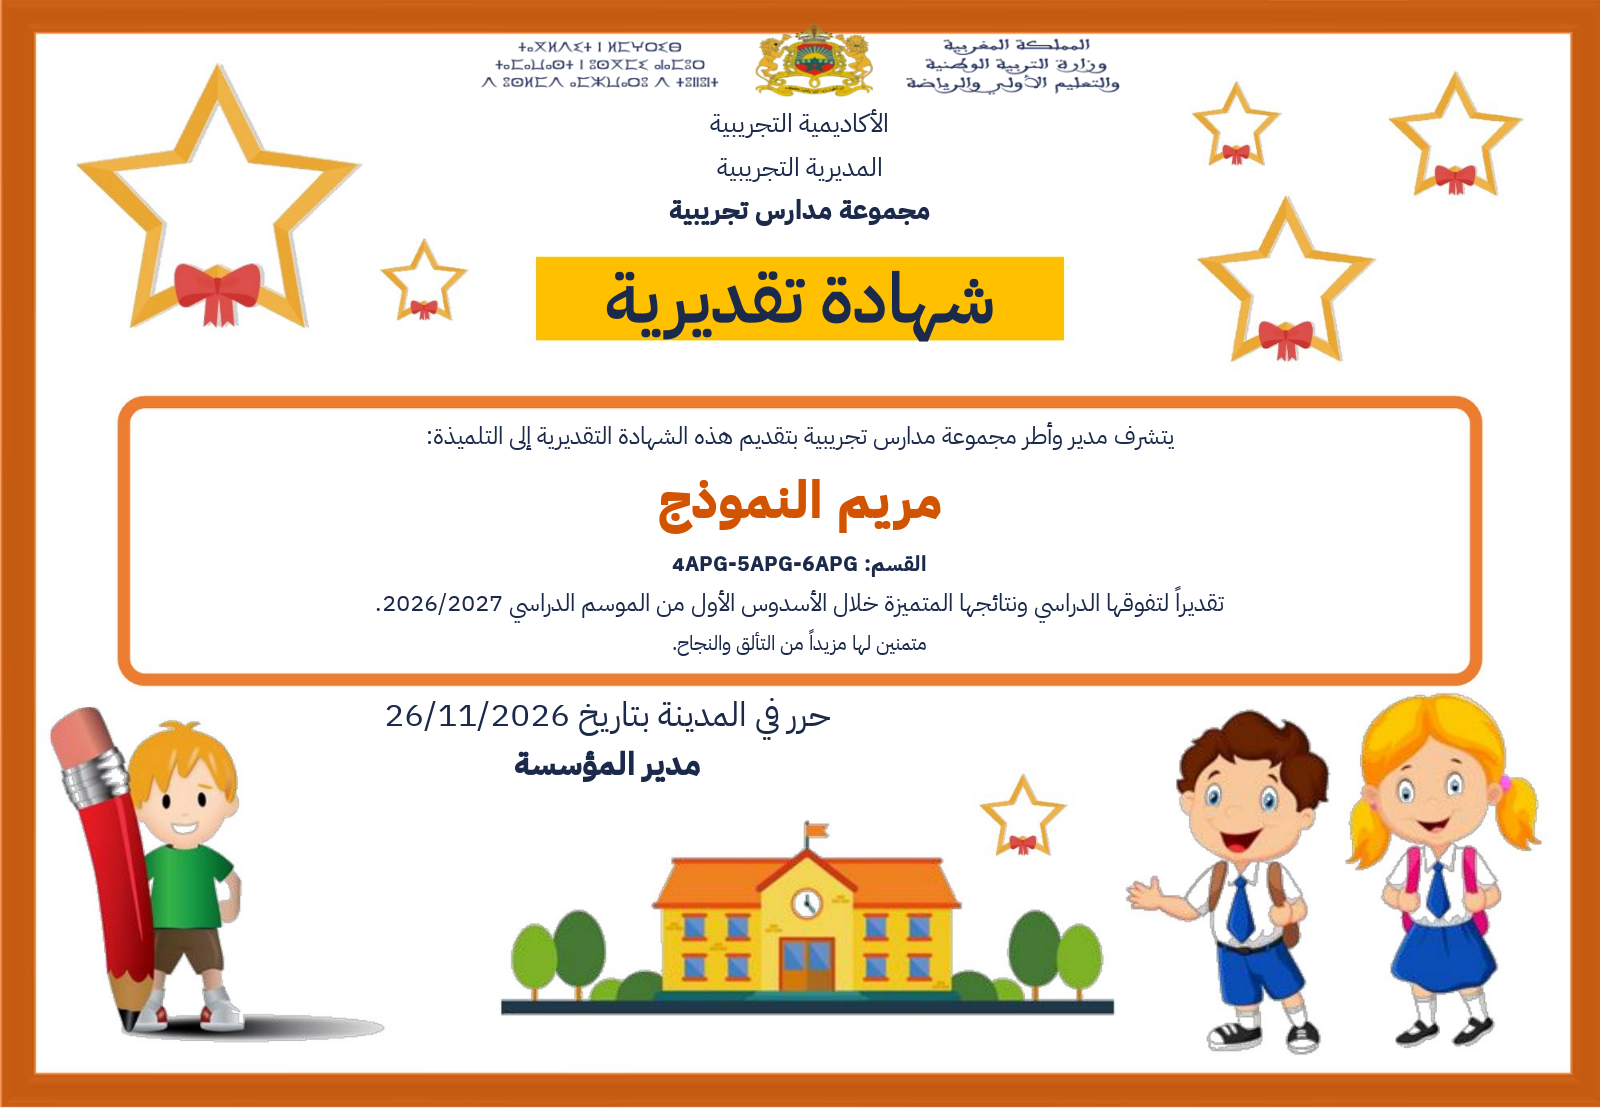 المملكة المغربية
وزارة التربية الوطنية
والتعليم الأولي والرياضة
ⵜⴰⴳⵍⴷⵉⵜ ⵏ ⵍⵎⵖⵔⵉⴱ
ⵜⴰⵎⴰⵡⴰⵙⵜ ⵏ ⵓⵙⴳⵎⵉ ⴰⵏⴰⵎⵓⵔ
ⴷ ⵓⵙⵍⵎⴷ ⴰⵎⵣⵡⴰⵔⵓ ⴷ ⵜⵓⵏⵏⵓⵏⵜ
الأكاديمية التجريبية
المديرية التجريبية
مجموعة مدارس تجريبية
شهادة تقديرية
يتشرف مدير وأطر مجموعة مدارس تجريبية بتقديم هذه الشهادة التقديرية إلى التلميذة:
مريم النموذج
القسم: 4APG-5APG-6APG
تقديراً لتفوقها الدراسي ونتائجها المتميزة خلال الأسدوس الأول من الموسم الدراسي 2026/2027.
متمنين لها مزيداً من التألق والنجاح.
حرر في المدينة بتاريخ 26/11/2026
مدير المؤسسة